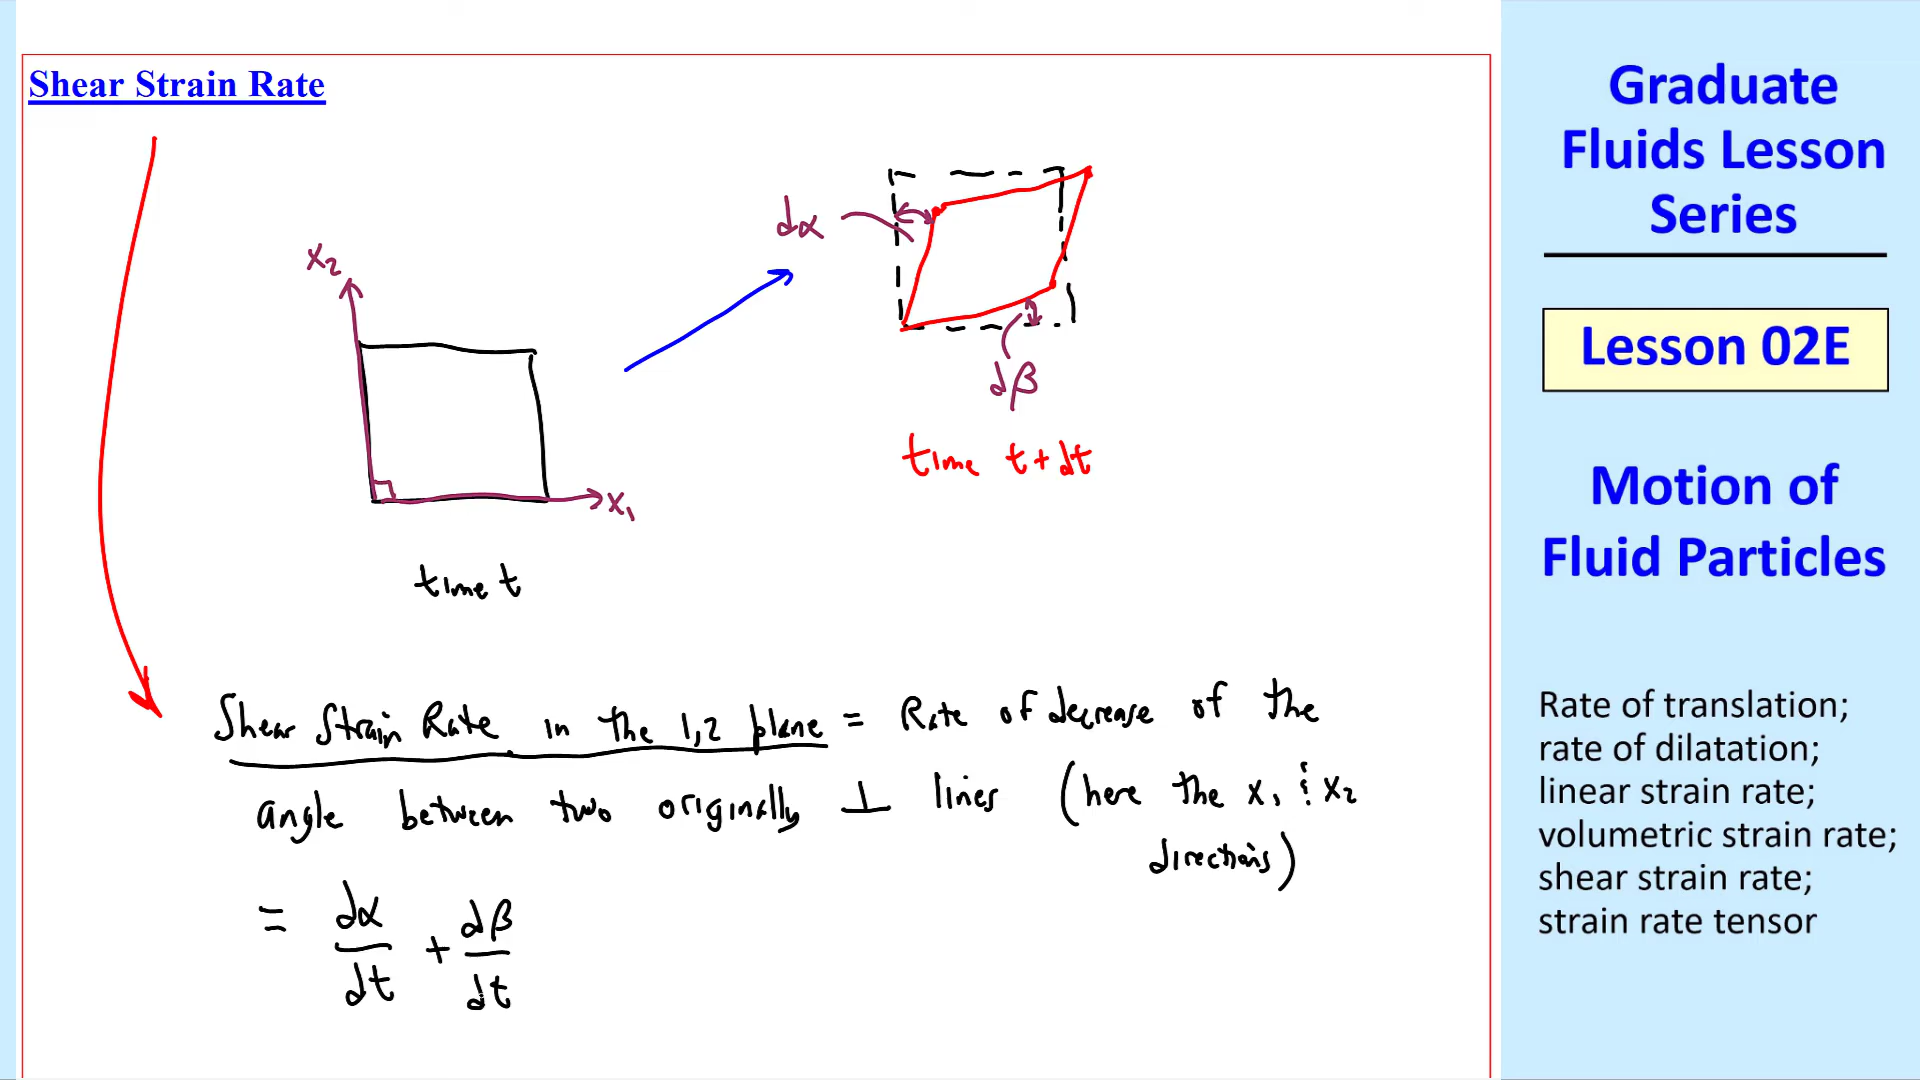 Shear Strain Rate
x₂
x₁
time t
dα
dβ
time t+dt
Shear Strain Rate in the 1,2 plane = Rate of decrease of the
angle between two originally ⊥ lines (here the x₁ & x₂
directions)
= dα/dt + dβ/dt
Graduate
Fluids Lesson
Series
Lesson 02E
Motion of
Fluid Particles
Rate of translation;
rate of dilatation;
linear strain rate;
volumetric strain rate;
shear strain rate;
strain rate tensor